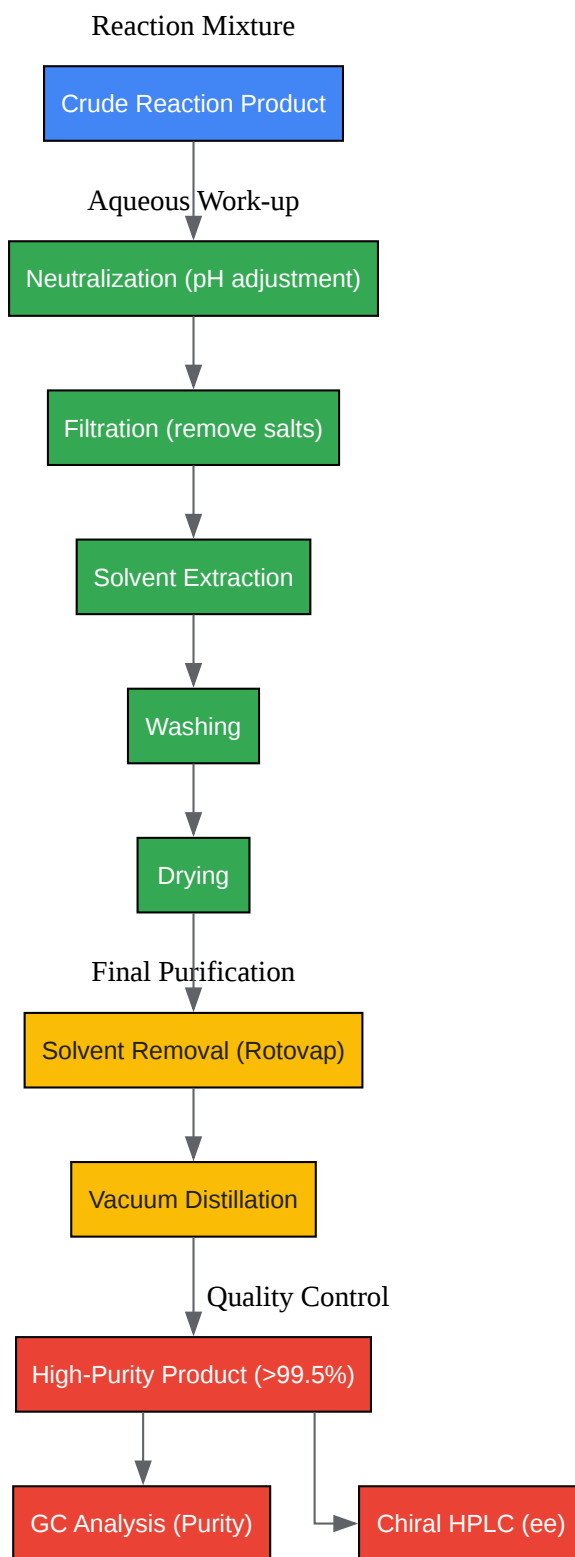 Reaction Mixture
Crude Reaction Product
Aqueous Work-up
Neutralization (pH adjustment)
Filtration (remove salts)
Solvent Extraction
Washing
Drying
Final Purification
Solvent Removal (Rotovap)
Vacuum Distillation
Quality Control
High-Purity Product (>99.5%)
GC Analysis (Purity)
Chiral HPLC (ee)